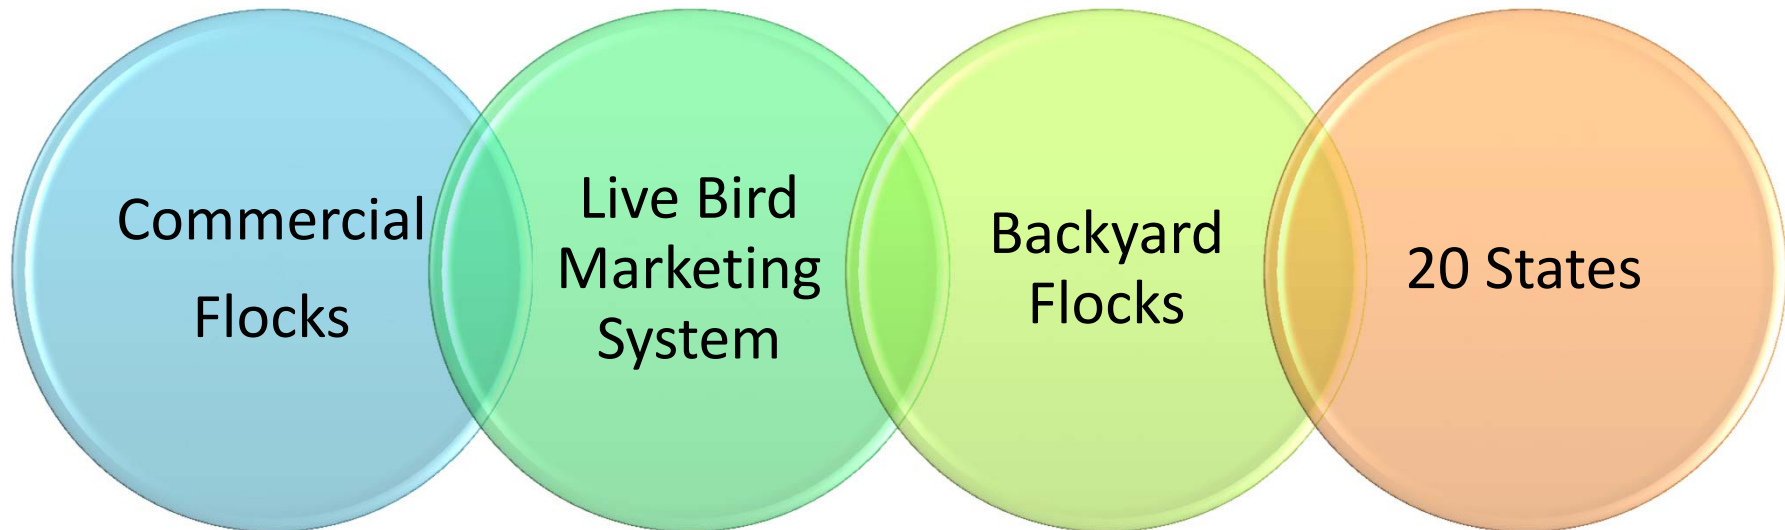 Commercial
Flocks
Live Bird
Marketing
System
Backyard
Flocks
20 States